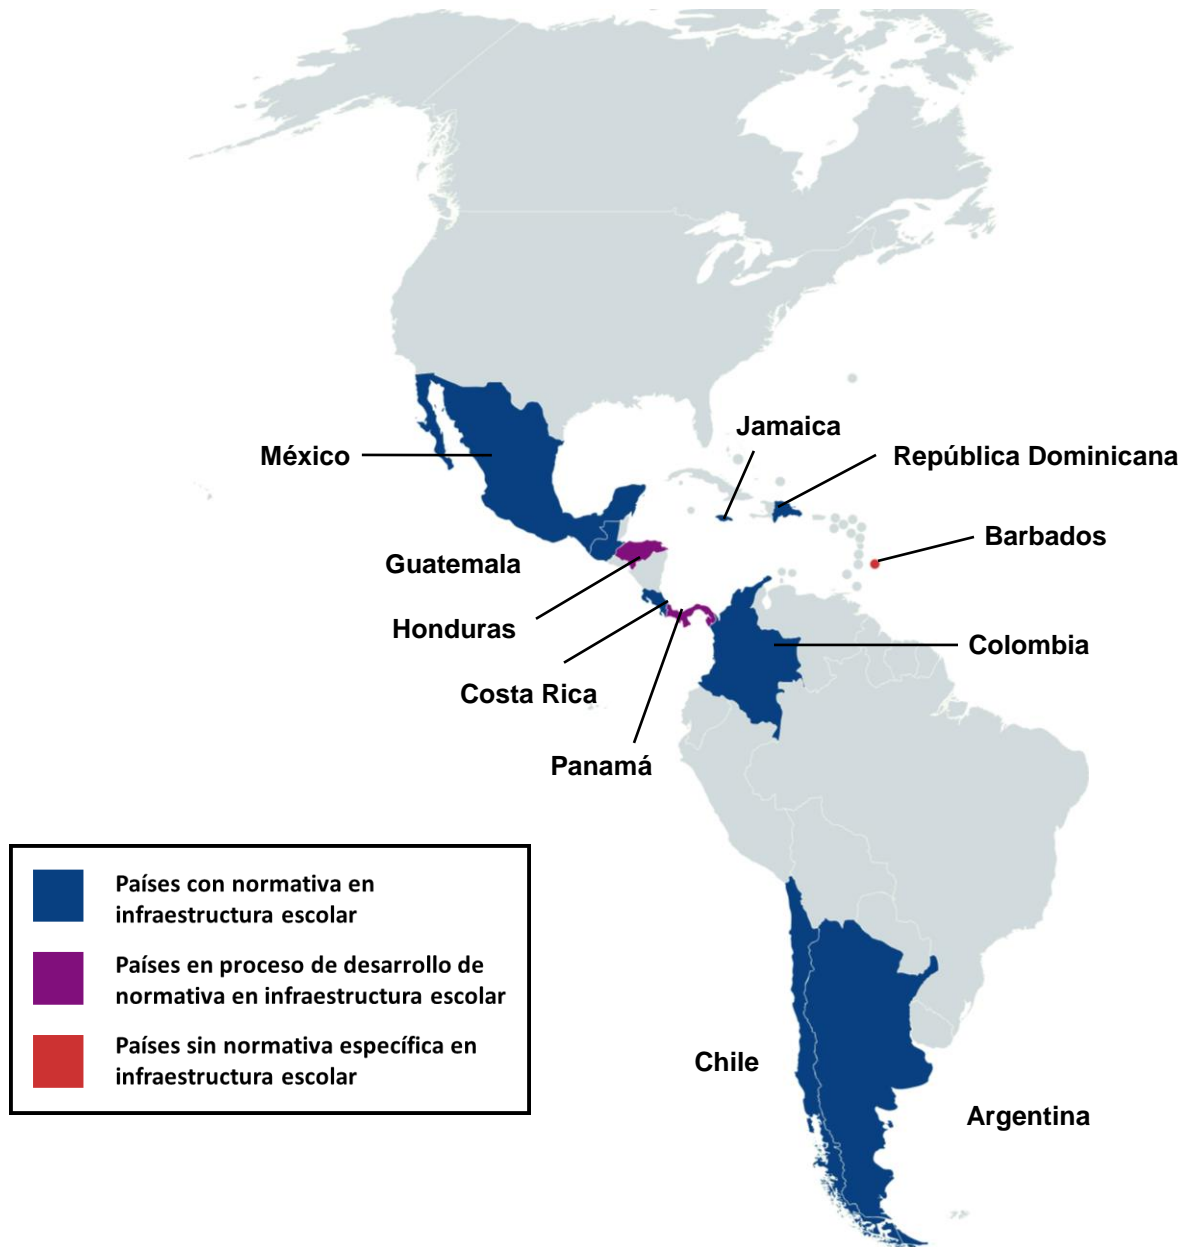 Jamaica
México
República Dominicana
Barbados
Guatemala
Honduras
Colombia
Costa Rica
Panamá
Países con normativa en
infraestructura escolar
Países en proceso de desarrollo de
normativa en infraestructura escolar
Países sin normativa específica en
infraestructura escolar
Chile
Argentina